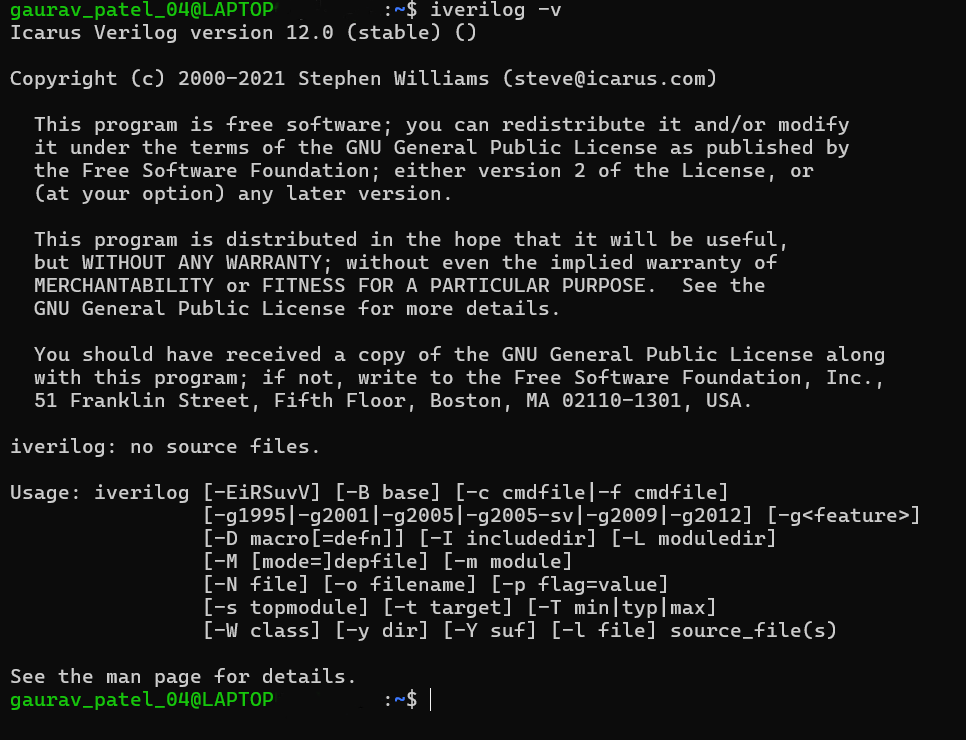 gaurav_patel_04@LAPTOP :~$ iverilog -v
Icarus Verilog version 12.0 (stable) ()
Copyright (c) 2000-2021 Stephen Williams (steve@icarus.com)
This program is free software; you can redistribute it and/or modify
it under the terms of the GNU General Public License as published by
the Free Software Foundation; either version 2 of the License, or
(at your option) any later version.
This program is distributed in the hope that it will be useful,
but WITHOUT ANY WARRANTY; without even the implied warranty of
MERCHANTABILITY or FITNESS FOR A PARTICULAR PURPOSE.  See the
GNU General Public License for more details.
You should have received a copy of the GNU General Public License along
with this program; if not, write to the Free Software Foundation, Inc.,
51 Franklin Street, Fifth Floor, Boston, MA 02110-1301, USA.
iverilog: no source files.
Usage: iverilog [-EiRSuvV] [-B base] [-c cmdfile|-f cmdfile]
[-g1995|-g2001|-g2005|-g2005-sv|-g2009|-g2012] [-g<feature>]
[-D macro[=defn]] [-I includedir] [-L moduledir]
[-M [mode=]depfile] [-m module]
[-N file] [-o filename] [-p flag=value]
[-s topmodule] [-t target] [-T min|typ|max]
[-W class] [-y dir] [-Y suf] [-l file] source_file(s)
See the man page for details.
gaurav_patel_04@LAPTOP :~$